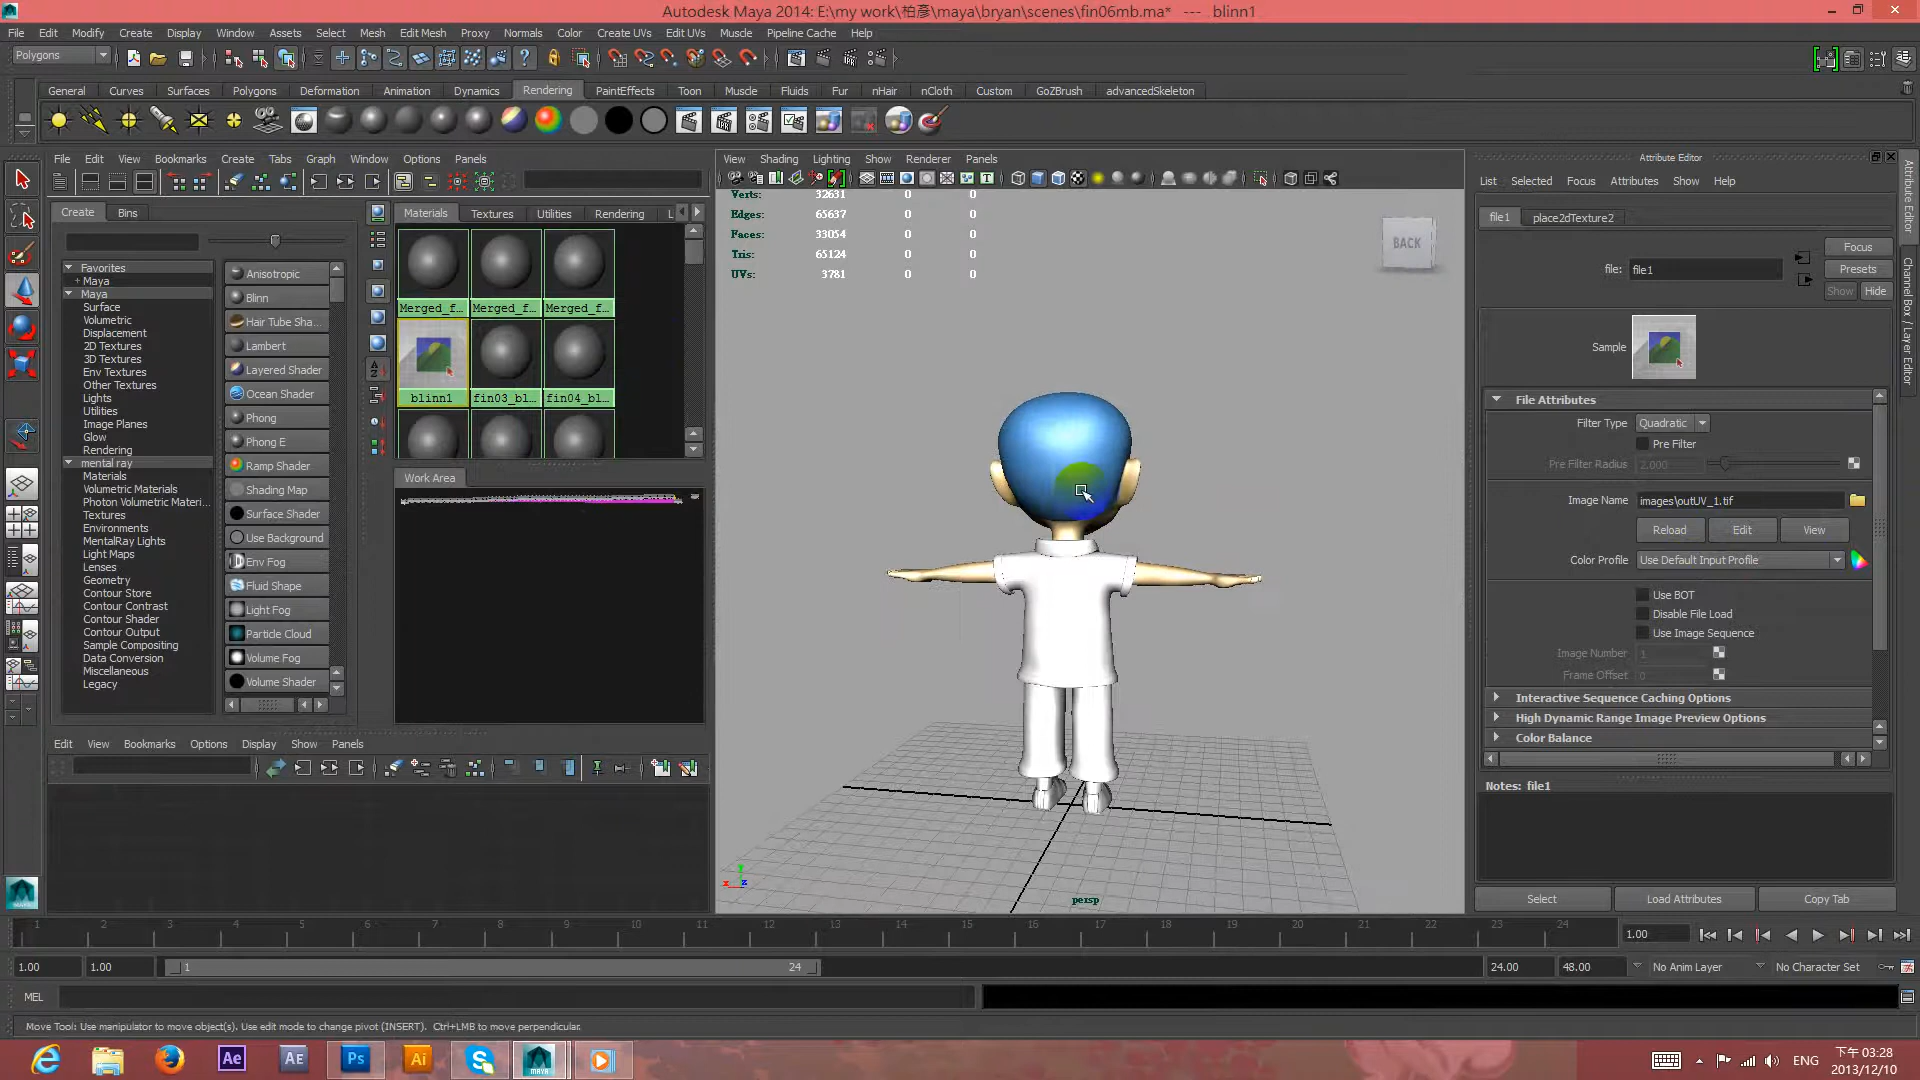 Autodesk Maya 2014: E:\my work\柏彥\maya\bryan\scenes\fin06mb.ma*   ---   blinn1
File Edit Modify Create Display Window Assets Select Mesh Edit Mesh Proxy Normals Color Create UVs Edit UVs Muscle Pipeline Cache Help
Polygons
General Curves Surfaces Polygons Deformation Animation Dynamics Rendering PaintEffects Toon Muscle Fluids Fur nHair nCloth Custom GoZBrush advancedSkeleton
File Edit View Bookmarks Create Tabs Graph Window Options Panels
Create Bins
Favorites
+ Maya
Maya
Surface
Volumetric
Displacement
2D Textures
3D Textures
Env Textures
Other Textures
Lights
Utilities
Image Planes
Glow
Rendering
mental ray
Materials
Volumetric Materials
Photon Volumetric Materi...
Textures
Environments
MentalRay Lights
Light Maps
Lenses
Geometry
Contour Store
Contour Contrast
Contour Shader
Contour Output
Sample Compositing
Data Conversion
Miscellaneous
Legacy
Anisotropic
Blinn
Hair Tube Sha...
Lambert
Layered Shader
Ocean Shader
Phong
Phong E
Ramp Shader
Shading Map
Surface Shader
Use Background
Env Fog
Fluid Shape
Light Fog
Particle Cloud
Volume Fog
Volume Shader
Materials Textures Utilities Rendering L
Merged_f... Merged_f... Merged_f...
blinn1 fin03_bl... fin04_bl...
Work Area
Edit View Bookmarks Options Display Show Panels
View Shading Lighting Show Renderer Panels
Verts: 32631 0 0
Edges: 65637 0 0
Faces: 33054 0 0
Tris: 65124 0 0
UVs: 3781 0 0
BACK
persp
Attribute Editor
List Selected Focus Attributes Show Help
file1 place2dTexture2
file: file1
Focus
Presets
Show Hide
Sample
File Attributes
Filter Type Quadratic
Pre Filter
Pre Filter Radius 2.000
Image Name images\outUV_1.tif
Reload Edit View
Color Profile Use Default Input Profile
Use BOT
Disable File Load
Use Image Sequence
Image Number 1
Frame Offset 0
Interactive Sequence Caching Options
High Dynamic Range Image Preview Options
Color Balance
Notes: file1
Select Load Attributes Copy Tab
Attribute Editor
Channel Box / Layer Editor
1 2 3 4 5 6 7 8 9 10 11 12 13 14 15 16 17 18 19 20 21 22 23 24
1.00
1.00 1.00 1 24 24.00 48.00 No Anim Layer No Character Set
MEL
Move Tool: Use manipulator to move object(s). Use edit mode to change pivot (INSERT).  Ctrl+LMB to move perpendicular.
Ae AE Ps Ai MAYA
ENG
下午 03:28
2013/12/10